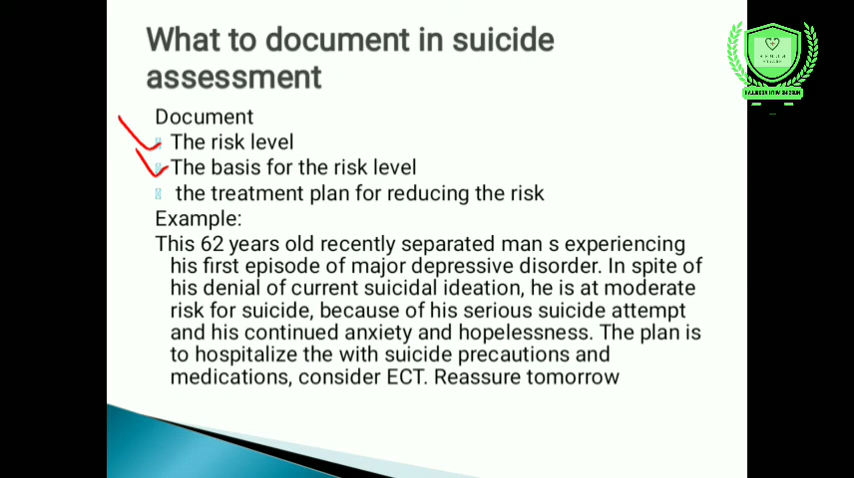 What to document in suicide
assessment
Document
The risk level
The basis for the risk level
the treatment plan for reducing the risk
Example:
This 62 years old recently separated man s experiencing
his first episode of major depressive disorder. In spite of
his denial of current suicidal ideation, he is at moderate
risk for suicide, because of his serious suicide attempt
and his continued anxiety and hopelessness. The plan is
to hospitalize the with suicide precautions and
medications, consider ECT. Reassure tomorrow